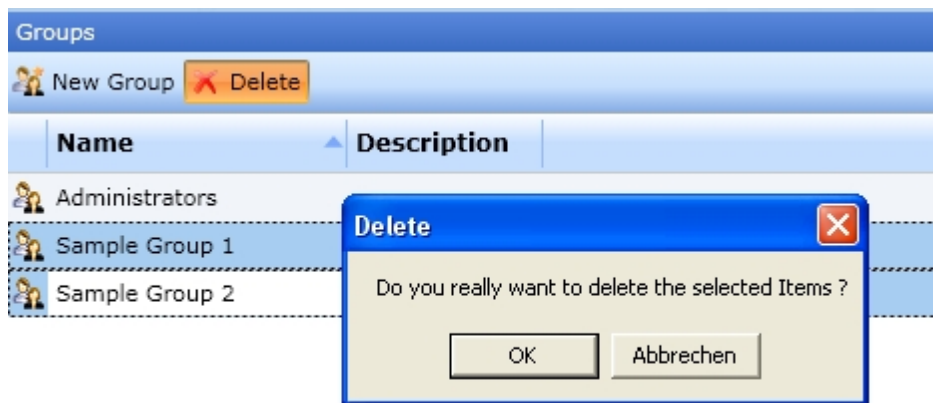 Groups
New Group Delete
Name Description
Administrators
Sample Group 1
Sample Group 2
Delete
Do you really want to delete the selected Items ?
OK Abbrechen